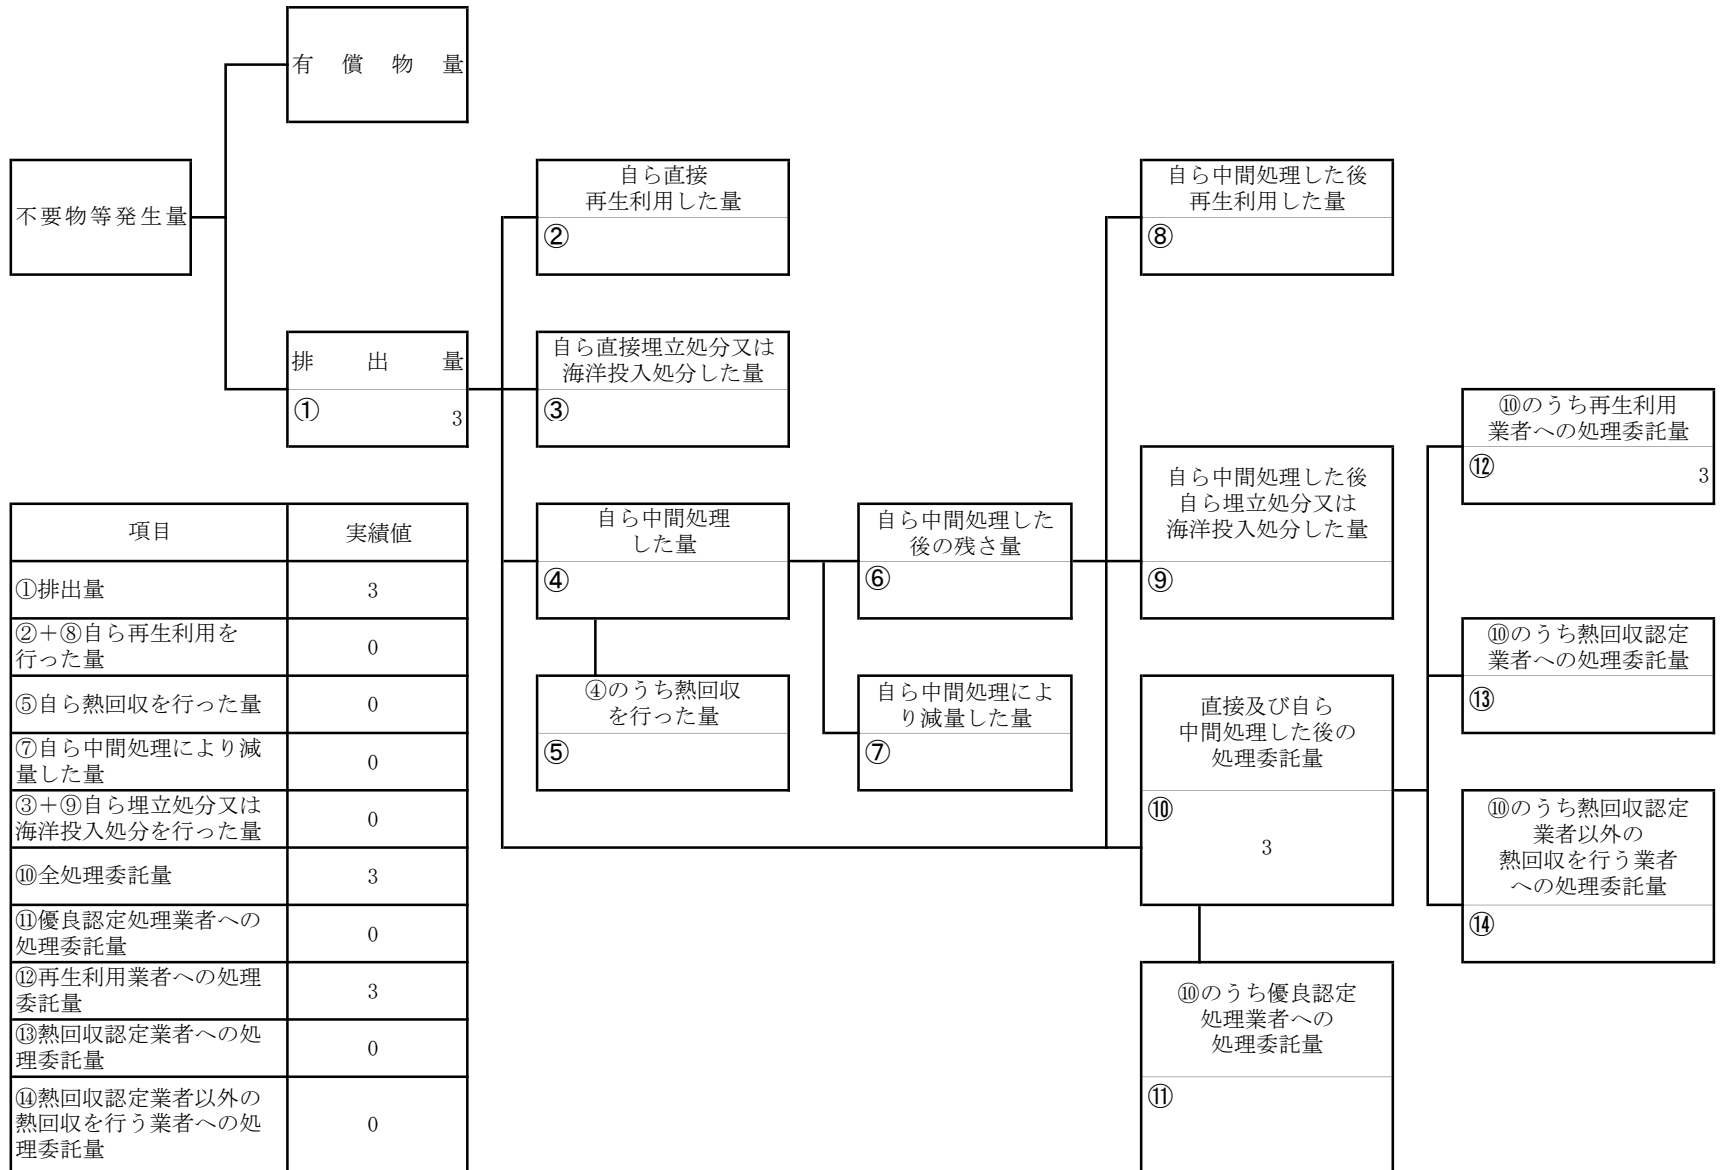 有償物量
不要物等発生量
排出量
①
3
自ら直接
再生利用した量
②
自ら直接埋立処分又は
海洋投入処分した量
③
自ら中間処理
した量
④
④のうち熱回収
を行った量
⑤
自ら中間処理した
後の残さ量
⑥
自ら中間処理によ
り減量した量
⑦
自ら中間処理した後
再生利用した量
⑧
自ら中間処理した後
自ら埋立処分又は
海洋投入処分した量
⑨
直接及び自ら
中間処理した後の
処理委託量
⑩
3
⑩のうち優良認定
処理業者への
処理委託量
⑪
⑩のうち再生利用
業者への処理委託量
⑫
3
⑩のうち熱回収認定
業者への処理委託量
⑬
⑩のうち熱回収認定
業者以外の
熱回収を行う業者
への処理委託量
⑭
項目 実績値
①排出量 3
②+⑧自ら再生利用を
行った量 0
⑤自ら熱回収を行った量 0
⑦自ら中間処理により減
量した量 0
③+⑨自ら埋立処分又は
海洋投入処分を行った量 0
⑩全処理委託量 3
⑪優良認定処理業者への
処理委託量 0
⑫再生利用業者への処理
委託量 3
⑬熱回収認定業者への処
理委託量 0
⑭熱回収認定業者以外の
熱回収を行う業者への処
理委託量 0